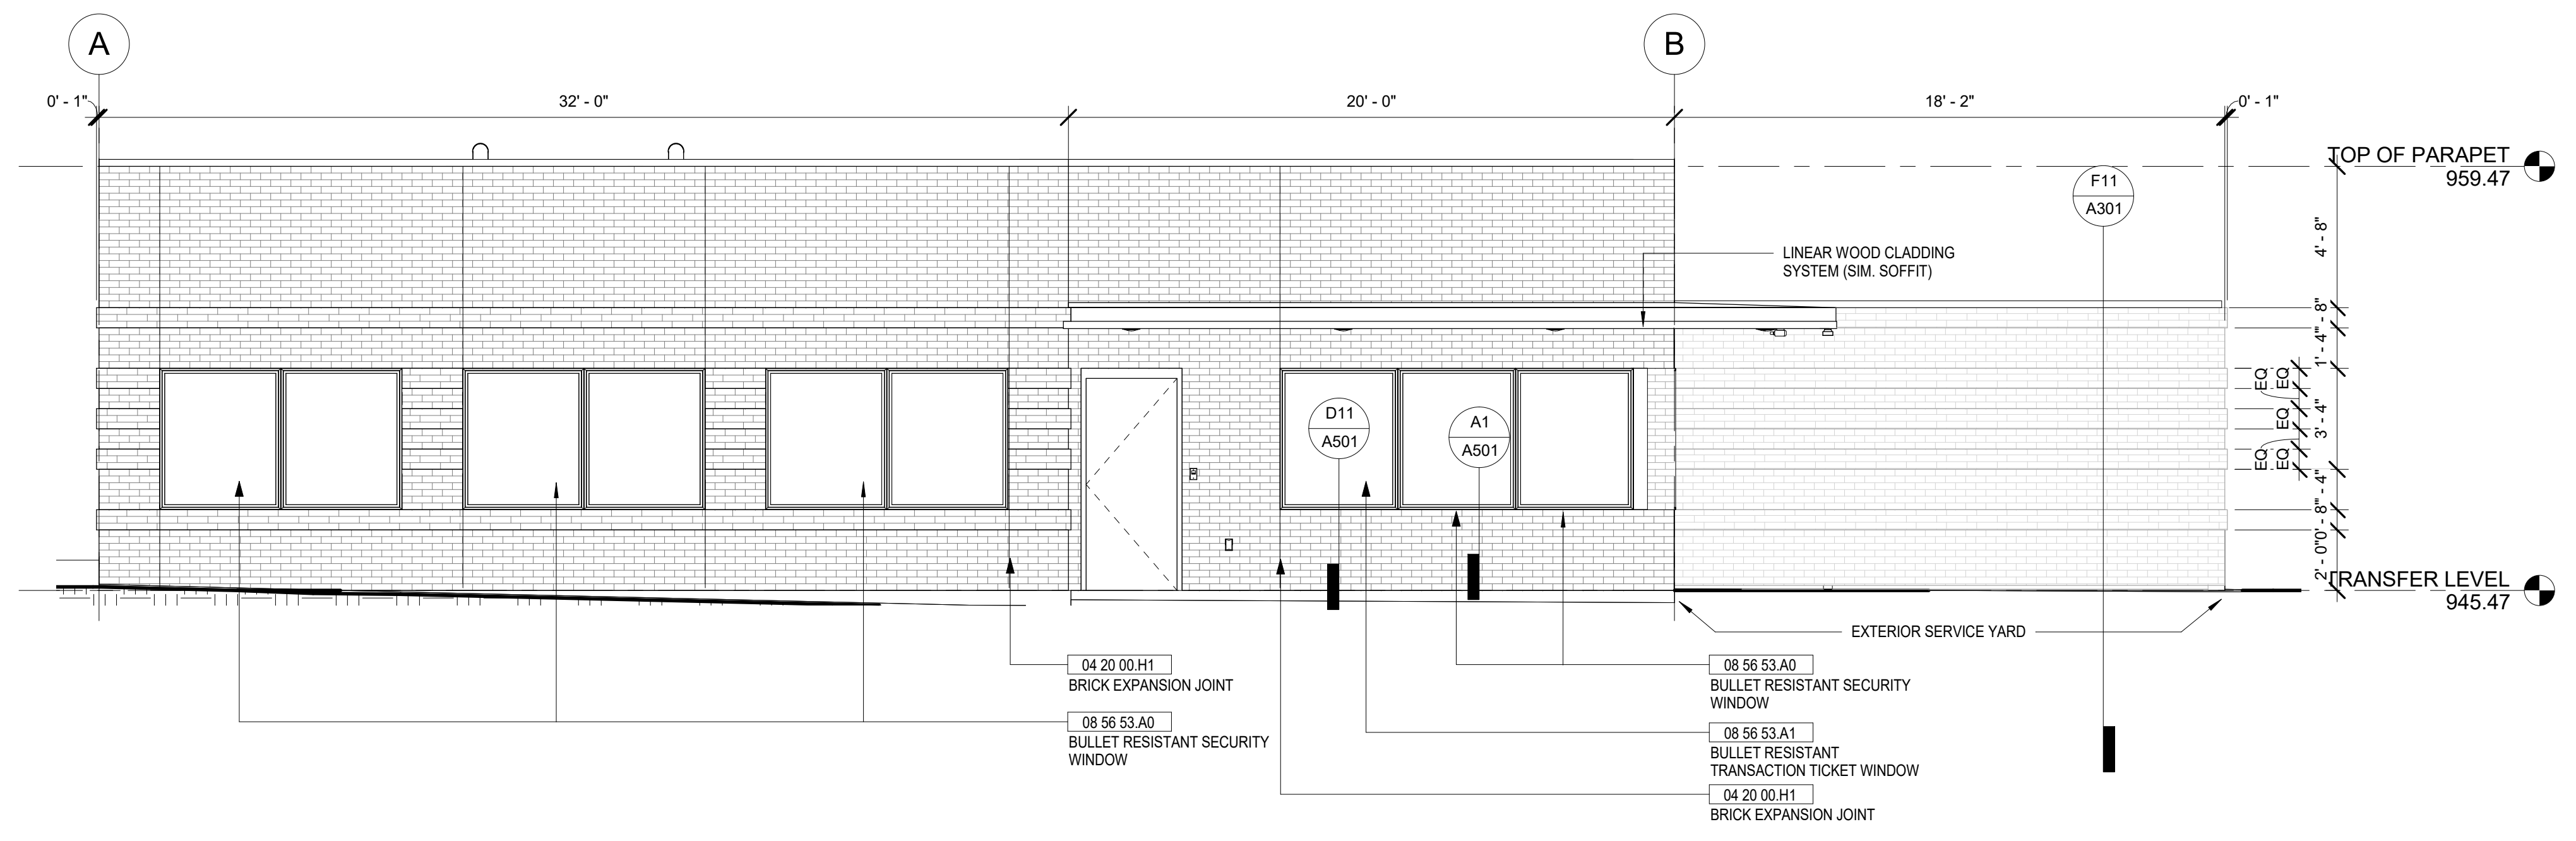 A
B
0' - 1"
32' - 0"
20' - 0"
18' - 2"
0' - 1"
TOP OF PARAPET
959.47
F11
A301
4' - 8"
LINEAR WOOD CLADDING
SYSTEM (SIM. SOFFIT)
0' - 8"
1' - 4"
EQ
EQ
EQ
EQ
EQ
3' - 4"
D11
A501
A1
A501
1' - 4"
0' - 8"
2' - 0"
TRANSFER LEVEL
945.47
EXTERIOR SERVICE YARD
04 20 00.H1
BRICK EXPANSION JOINT
08 56 53.A0
BULLET RESISTANT SECURITY
WINDOW
08 56 53.A0
BULLET RESISTANT SECURITY
WINDOW
08 56 53.A1
BULLET RESISTANT
TRANSACTION TICKET WINDOW
04 20 00.H1
BRICK EXPANSION JOINT